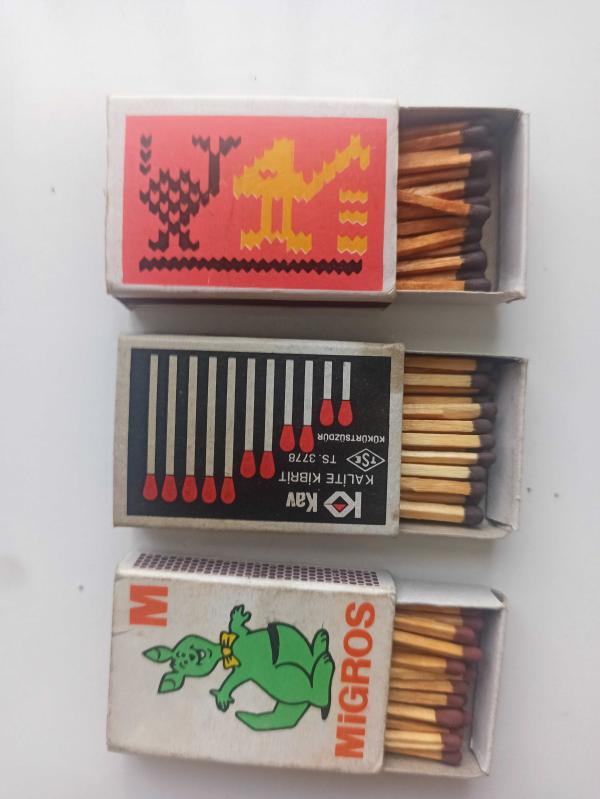 Kav
KALİTE KİBRİT
TSE TS. 3778
KÜKÜRTSÜZDÜR
M
MiGROS